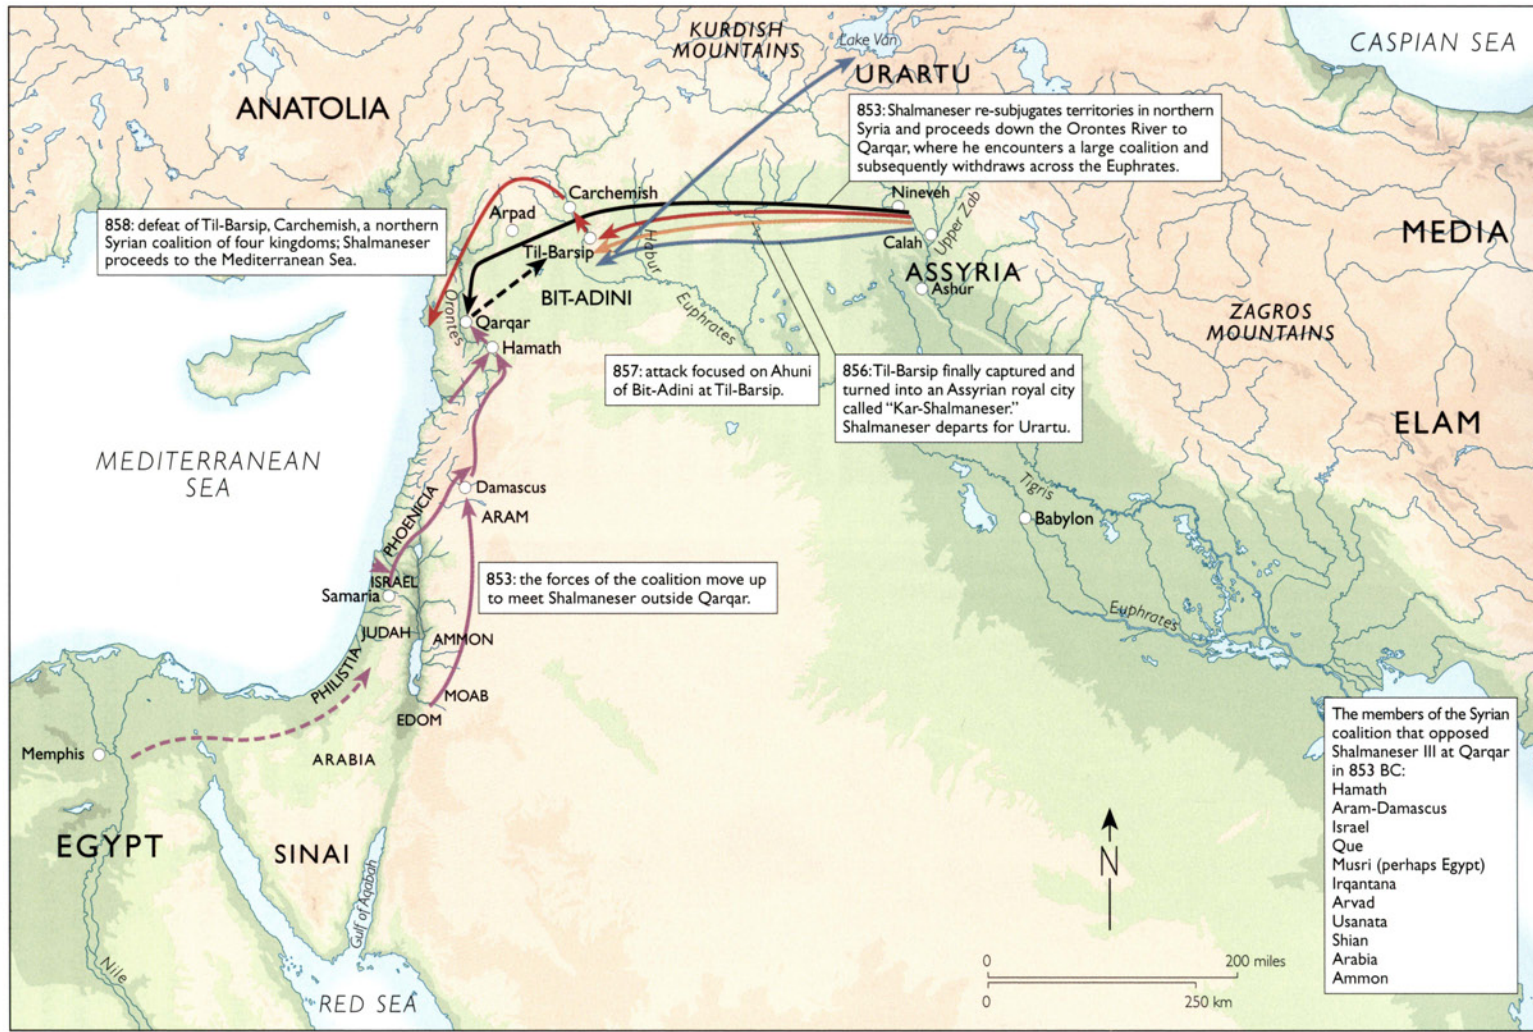 KURDISH
MOUNTAINS
Lake Van
CASPIAN SEA
URARTU
ANATOLIA
853: Shalmaneser re-subjugates territories in northern
Syria and proceeds down the Orontes River to
Qarqar, where he encounters a large coalition and
subsequently withdraws across the Euphrates.
Carchemish
Nineveh
Arpad
858: defeat of Til-Barsip, Carchemish, a northern
Syrian coalition of four kingdoms; Shalmaneser
proceeds to the Mediterranean Sea.
Til-Barsip
Habur
Calah
Upper Zab
MEDIA
ASSYRIA
Ashur
BIT-ADINI
Orontes
Euphrates
ZAGROS
MOUNTAINS
Qarqar
Hamath
857: attack focused on Ahuni
of Bit-Adini at Til-Barsip.
856: Til-Barsip finally captured and
turned into an Assyrian royal city
called “Kar-Shalmaneser.”
Shalmaneser departs for Urartu.
ELAM
MEDITERRANEAN
SEA
Damascus
Tigris
PHOENICIA
ARAM
Babylon
ISRAEL
853: the forces of the coalition move up
to meet Shalmaneser outside Qarqar.
Samaria
Euphrates
JUDAH
AMMON
PHILISTIA
MOAB
EDOM
Memphis
ARABIA
The members of the Syrian
coalition that opposed
Shalmaneser III at Qarqar
in 853 BC:
Hamath
Aram-Damascus
Israel
Que
Musri (perhaps Egypt)
Irqantana
Arvad
Usanata
Shian
Arabia
Ammon
EGYPT
SINAI
N
Gulf of Aqabah
Nile
RED SEA
0 200 miles
0 250 km